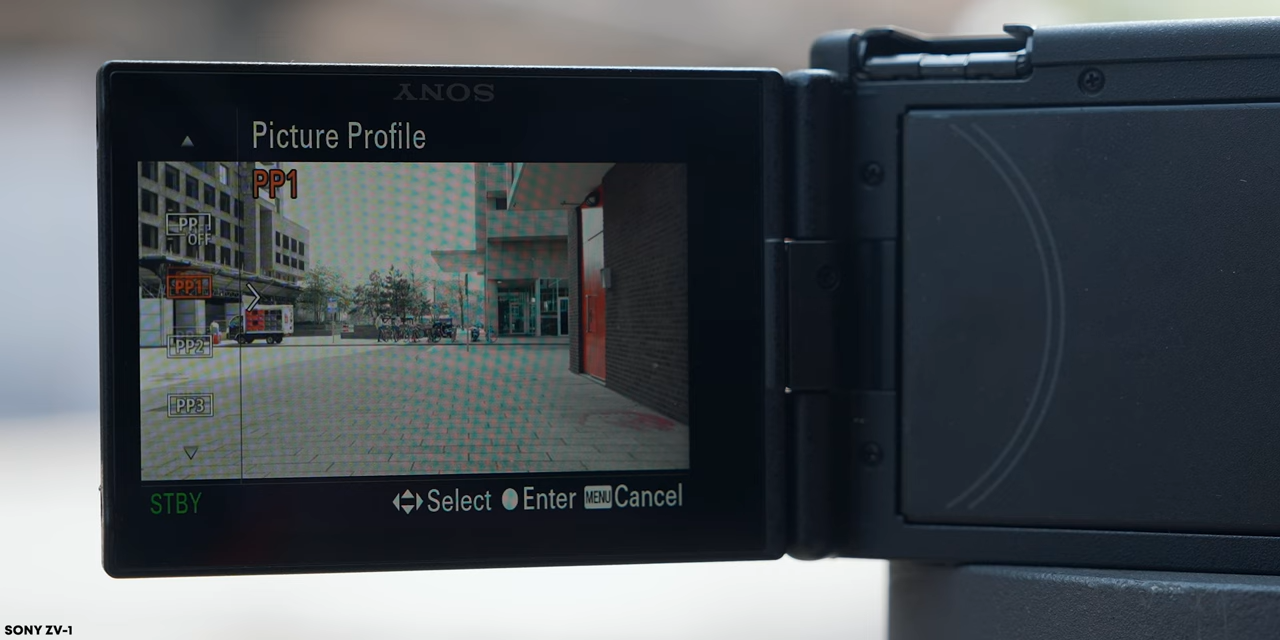 SONY
Picture Profile
PP1
PP OFF
PP1
PP2
PP3
STBY
Select Enter MENU Cancel
SONY ZV-1